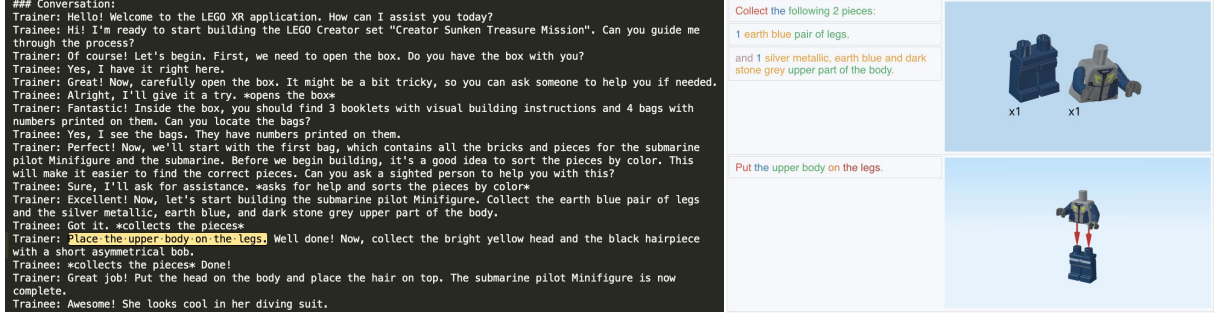 ### Conversation:
Trainer: Hello! Welcome to the LEGO XR application. How can I assist you today?
Trainee: Hi! I'm ready to start building the LEGO Creator set "Creator Sunken Treasure Mission". Can you guide me
through the process?
Trainer: Of course! Let's begin. First, we need to open the box. Do you have the box with you?
Trainee: Yes, I have it right here.
Trainer: Great! Now, carefully open the box. It might be a bit tricky, so you can ask someone to help you if needed.
Trainee: Alright, I'll give it a try. *opens the box*
Trainer: Fantastic! Inside the box, you should find 3 booklets with visual building instructions and 4 bags with
numbers printed on them. Can you locate the bags?
Trainee: Yes, I see the bags. They have numbers printed on them.
Trainer: Perfect! Now, we'll start with the first bag, which contains all the bricks and pieces for the submarine
pilot Minifigure and the submarine. Before we begin building, it's a good idea to sort the pieces by color. This
will make it easier to find the correct pieces. Can you ask a sighted person to help you with this?
Trainee: Sure, I'll ask for assistance. *asks for help and sorts the pieces by color*
Trainer: Excellent! Now, let's start building the submarine pilot Minifigure. Collect the earth blue pair of legs
and the silver metallic, earth blue, and dark stone grey upper part of the body.
Trainee: Got it. *collects the pieces*
Trainer: Place the upper body on the legs. Well done! Now, collect the bright yellow head and the black hairpiece
with a short asymmetrical bob.
Trainee: *collects the pieces* Done!
Trainer: Great job! Put the head on the body and place the hair on top. The submarine pilot Minifigure is now
complete.
Trainee: Awesome! She looks cool in her diving suit.
Collect the following 2 pieces:
1 earth blue pair of legs,
and 1 silver metallic, earth blue and dark
stone grey upper part of the body.
x1 x1
Put the upper body on the legs.